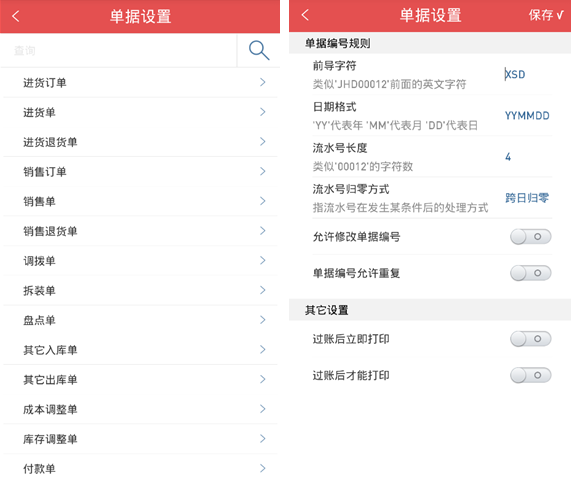 单据设置
查询
进货订单
进货单
进货退货单
销售订单
销售单
销售退货单
调拨单
拆装单
盘点单
其它入库单
其它出库单
成本调整单
库存调整单
付款单
单据设置
保存√
单据编号规则
前导字符
类似'JHD00012'前面的英文字符
XSD
日期格式
'YY'代表年 'MM'代表月 'DD'代表日
YYMMDD
流水号长度
类似'00012'的字符数
4
流水号归零方式
指流水号在发生某条件后的处理方式
跨日归零
允许修改单据编号
单据编号允许重复
其它设置
过账后立即打印
过账后才能打印